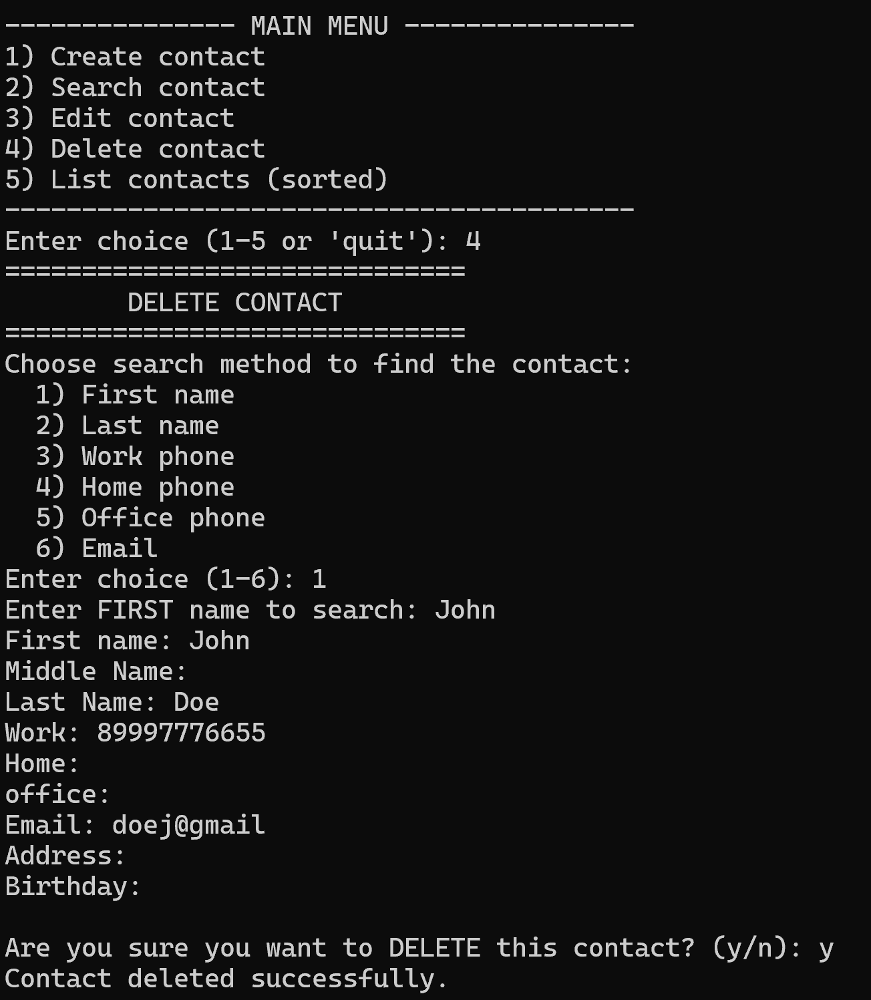 --------------- MAIN MENU ---------------
1) Create contact
2) Search contact
3) Edit contact
4) Delete contact
5) List contacts (sorted)
-----------------------------------------
Enter choice (1-5 or 'quit'): 4
==============================
        DELETE CONTACT
==============================
Choose search method to find the contact:
  1) First name
  2) Last name
  3) Work phone
  4) Home phone
  5) Office phone
  6) Email
Enter choice (1-6): 1
Enter FIRST name to search: John
First name: John
Middle Name:
Last Name: Doe
Work: 89997776655
Home:
office:
Email: doej@gmail
Address:
Birthday:

Are you sure you want to DELETE this contact? (y/n): y
Contact deleted successfully.